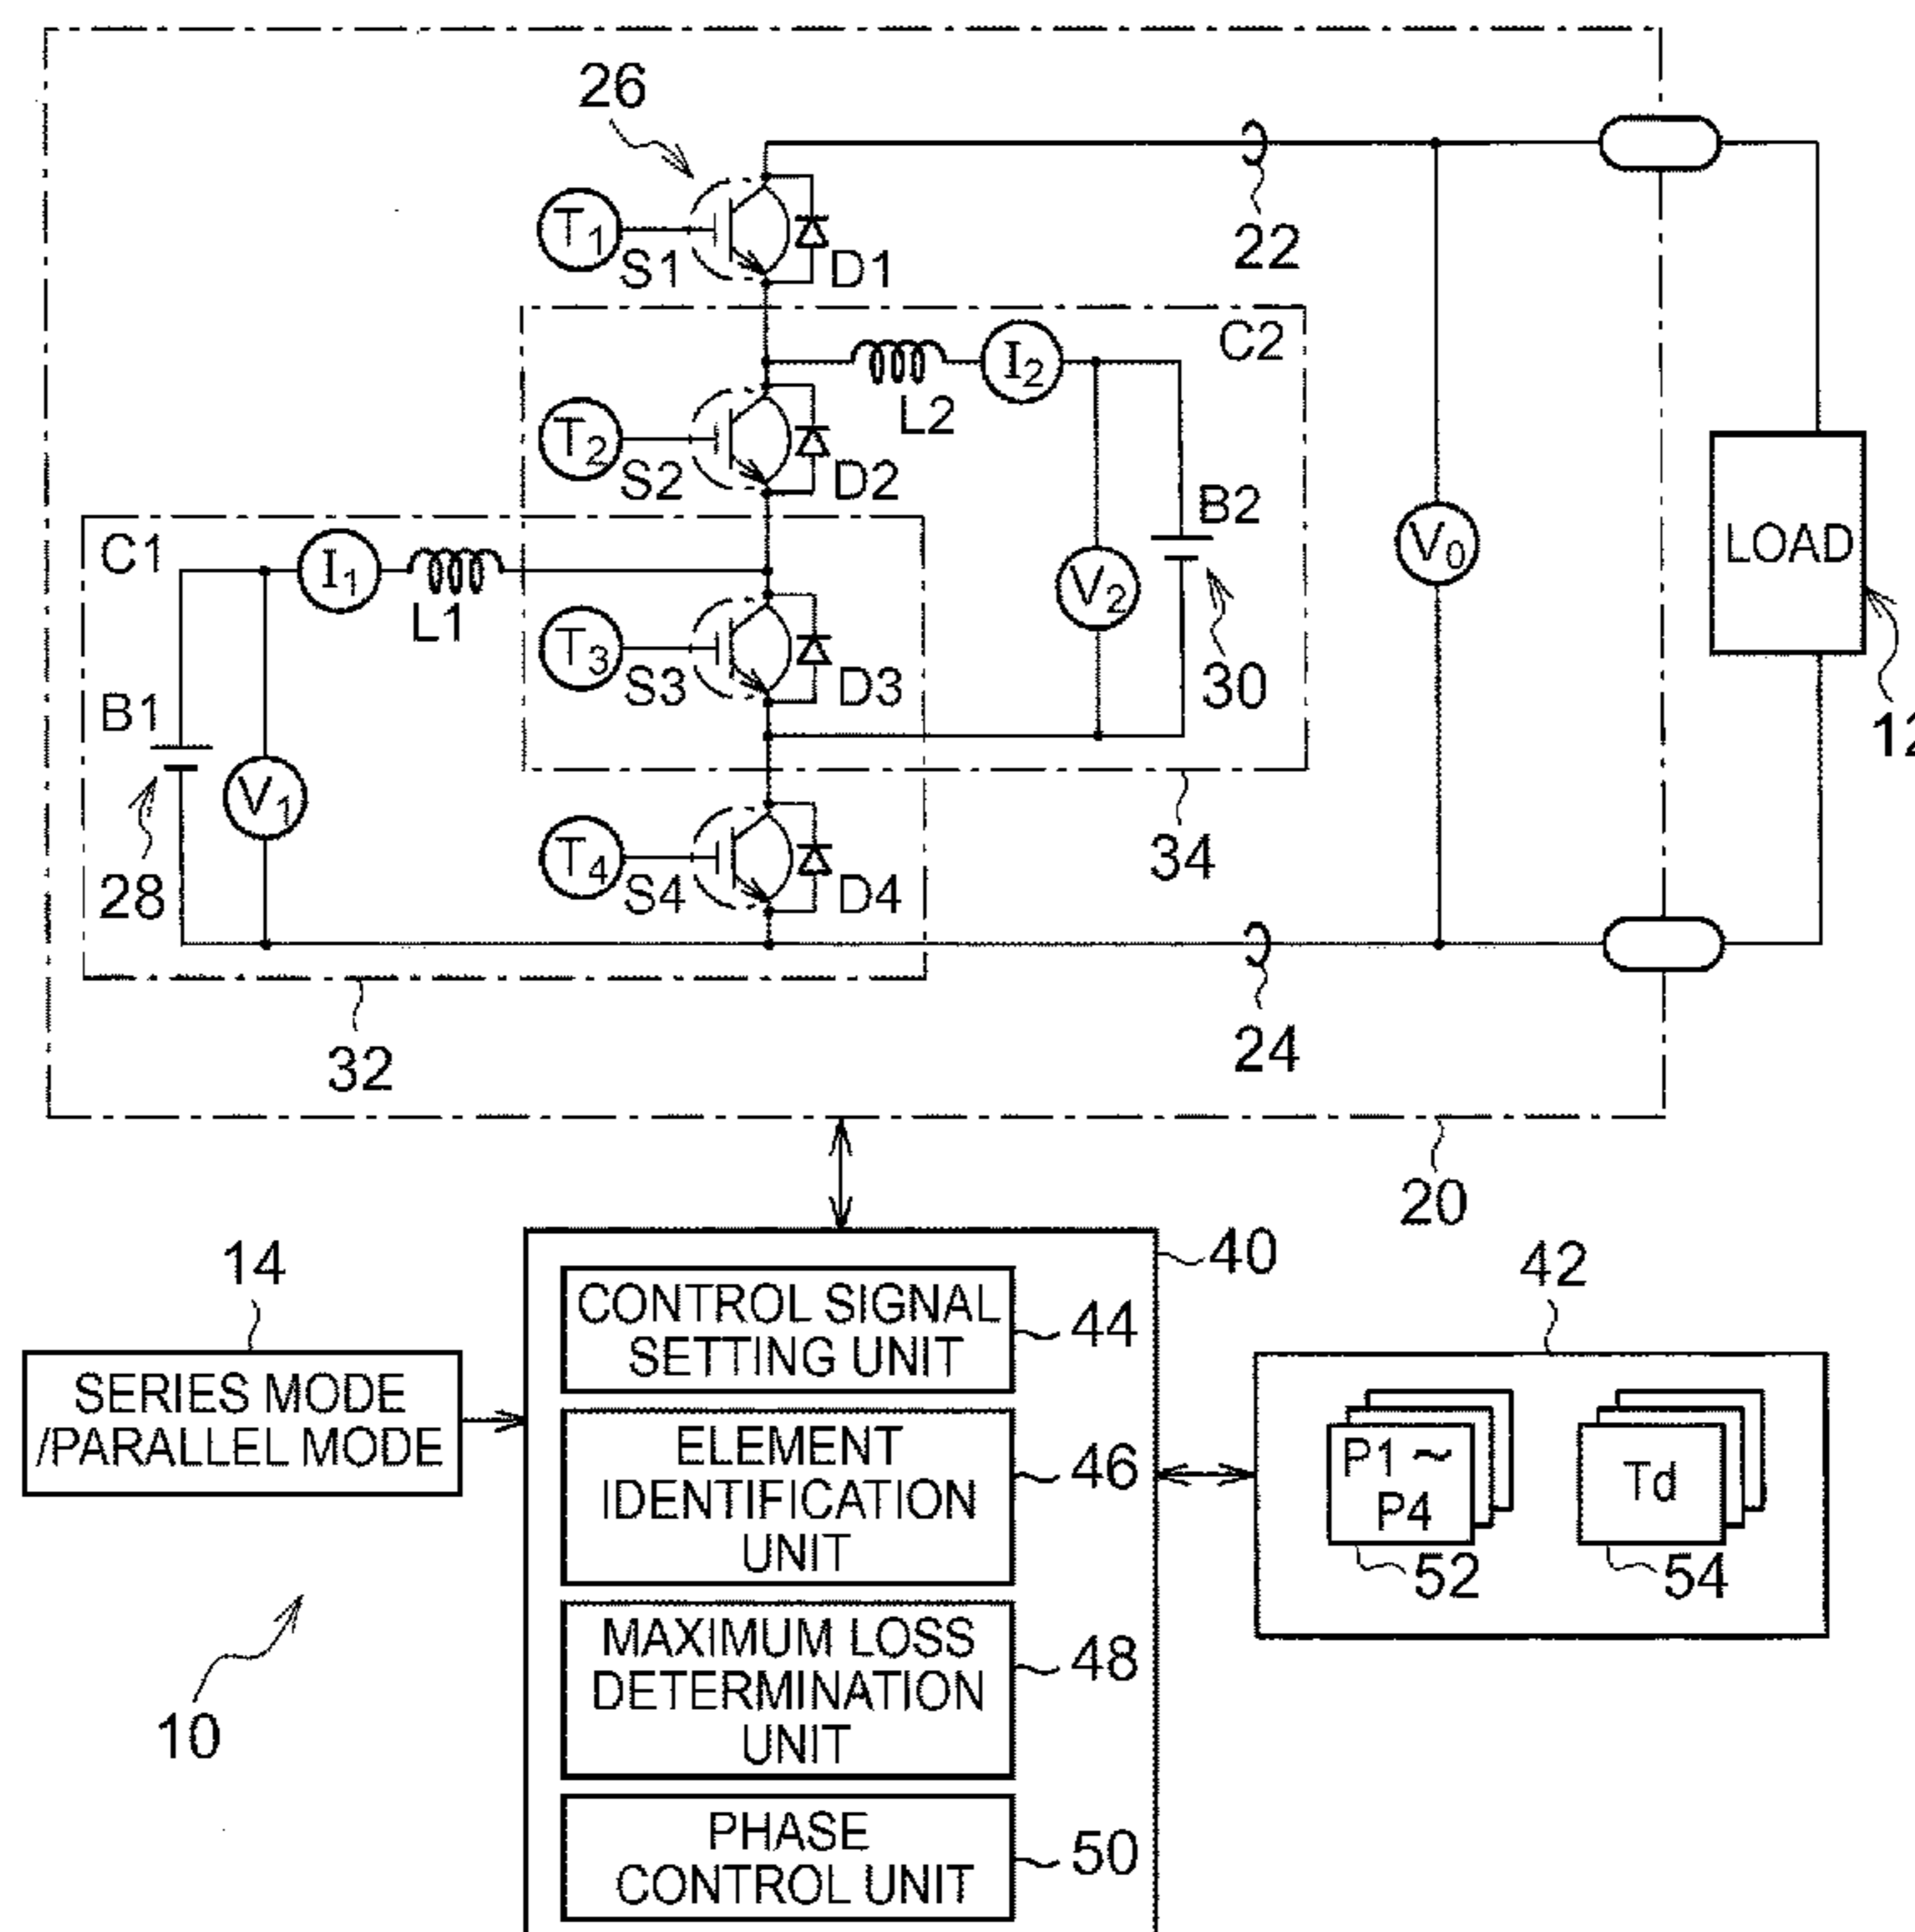 26
T1
S1
D1
22
C2
I2
L2
T2
S2
D2
B2
V0
LOAD
C1
I1
L1
V2
T3
S3
D3
30
12
B1
V1
28
T4
S4
D4
34
32
24
20
14
40
42
CONTROL SIGNAL
SETTING UNIT
44
SERIES MODE
/PARALLEL MODE
ELEMENT
IDENTIFICATION
UNIT
46
P1 ~
P4
Td
52
54
MAXIMUM LOSS
DETERMINATION
UNIT
48
10
PHASE
CONTROL UNIT
50